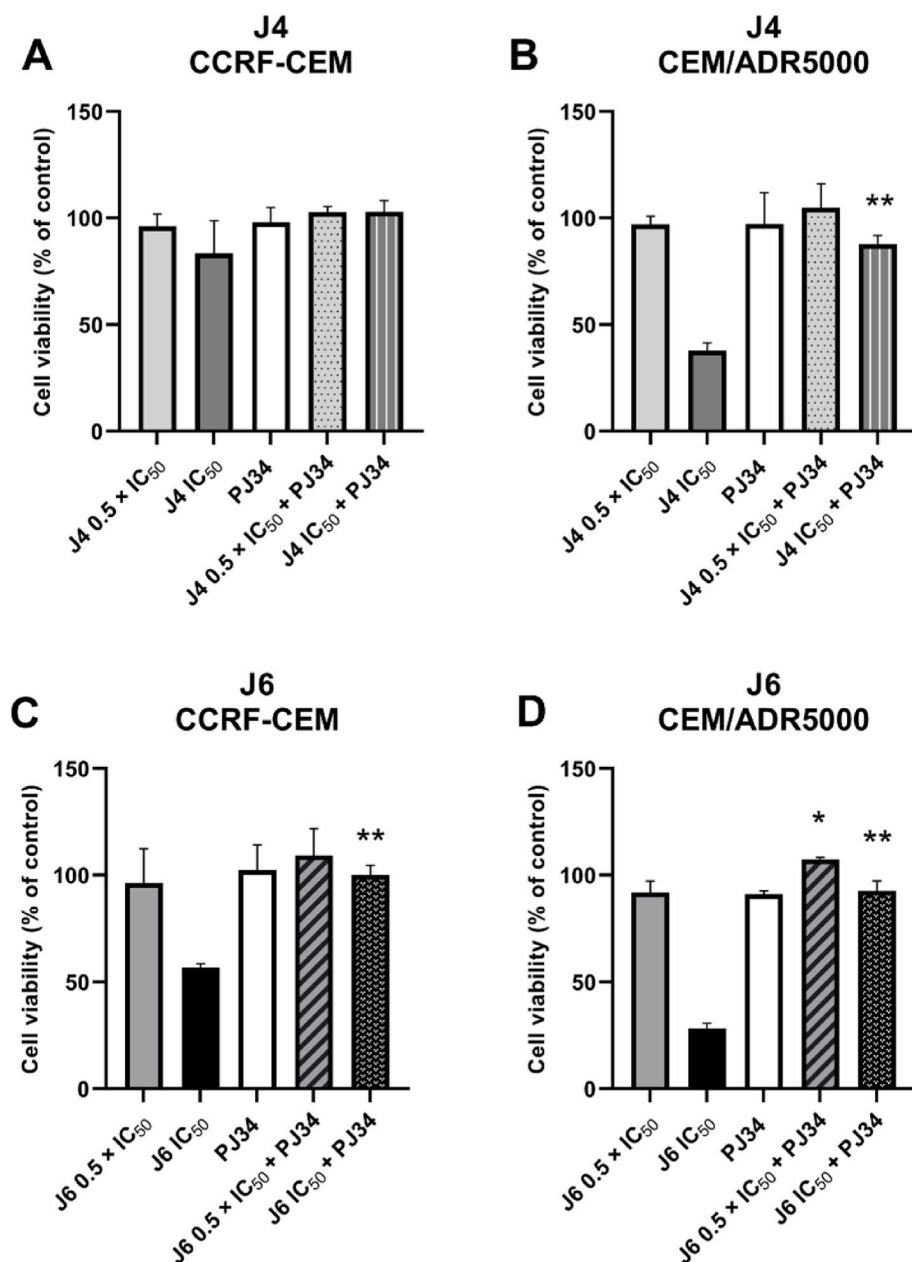 A
J4
CCRF-CEM
Cell viability (% of control)
150
100
50
0
J4 0.5 × IC₅₀
J4 IC₅₀
PJ34
J4 0.5 × IC₅₀ + PJ34
J4 IC₅₀ + PJ34
B
J4
CEM/ADR5000
Cell viability (% of control)
150
100
50
0
**
J4 0.5 × IC₅₀
J4 IC₅₀
PJ34
J4 0.5 × IC₅₀ + PJ34
J4 IC₅₀ + PJ34
C
J6
CCRF-CEM
Cell viability (% of control)
150
100
50
0
**
J6 0.5 × IC₅₀
J6 IC₅₀
PJ34
J6 0.5 × IC₅₀ + PJ34
J6 IC₅₀ + PJ34
D
J6
CEM/ADR5000
Cell viability (% of control)
150
100
50
0
*
**
J6 0.5 × IC₅₀
J6 IC₅₀
PJ34
J6 0.5 × IC₅₀ + PJ34
J6 IC₅₀ + PJ34